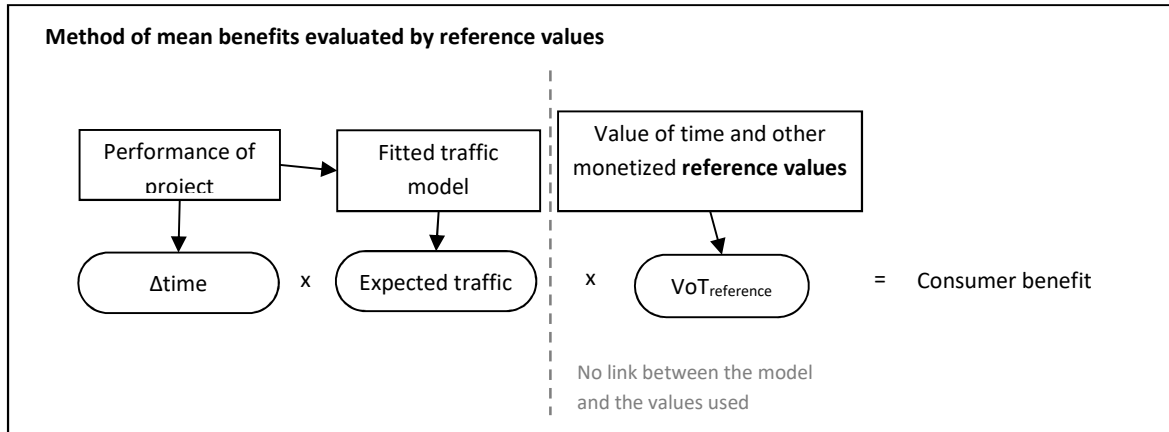 Method of mean benefits evaluated by reference values
Performance of
project
Fitted traffic
model
Value of time and other
monetized reference values
Δtime
x
Expected traffic
x
VoTreference
=
Consumer benefit
No link between the model
and the values used